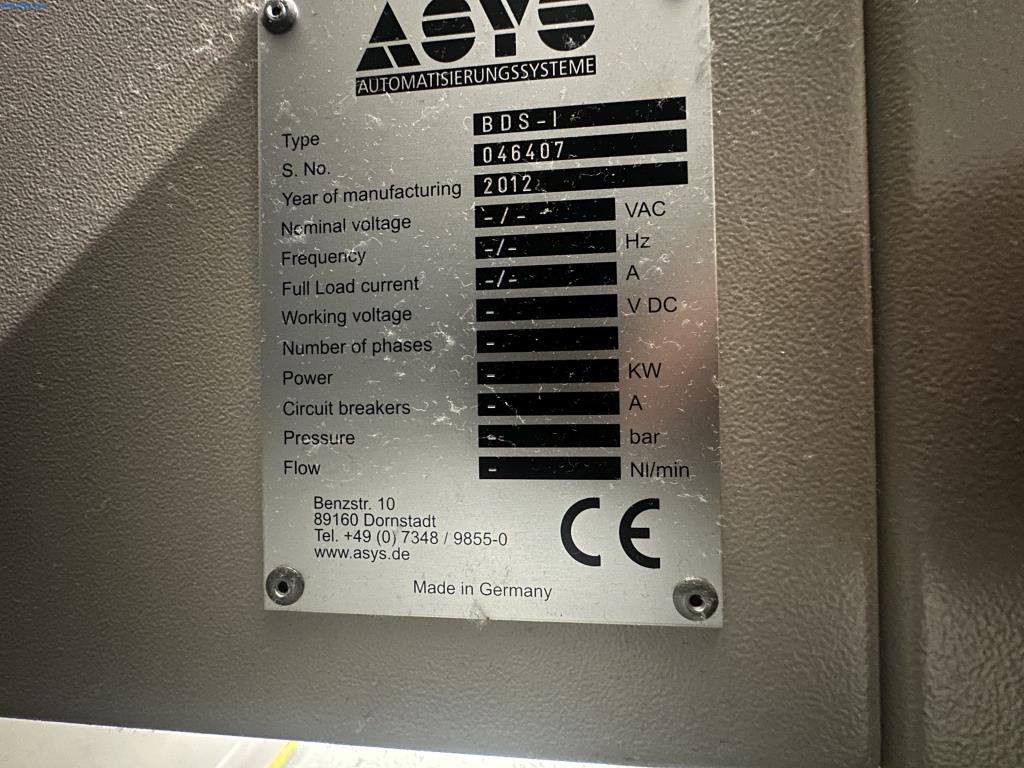 ASYS
AUTOMATISIERUNGSSYSTEME
Type BDS-I
S. No. 046407
Year of manufacturing 2012
Nominal voltage -/- VAC
Frequency -/- Hz
Full Load current -/- A
Working voltage - V DC
Number of phases -
Power - KW
Circuit breakers - A
Pressure - bar
Flow - Nl/min
Benzstr. 10
89160 Dornstadt
Tel. +49 (0) 7348 / 9855-0
www.asys.de
CE
Made in Germany